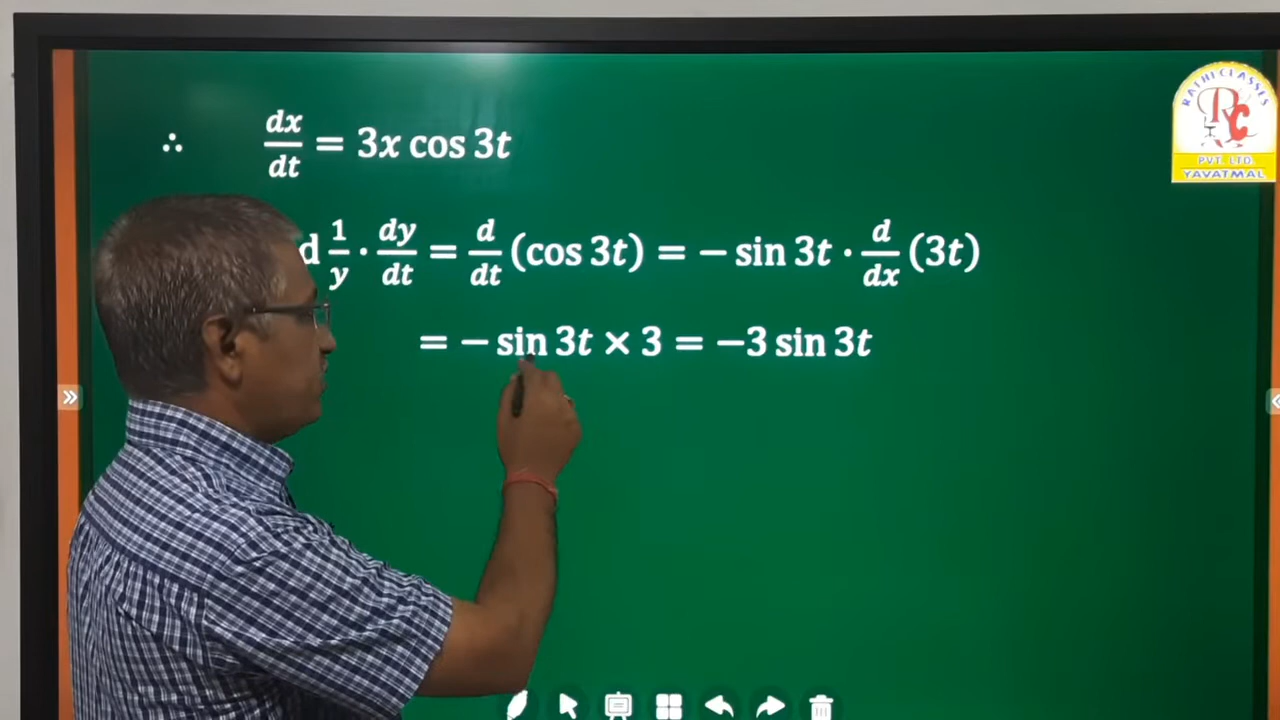 ∴ dx/dt = 3x cos 3t
d 1/y · dy/dt = d/dt (cos 3t) = − sin 3t · d/dx (3t)
= − sin 3t × 3 = −3 sin 3t
RATHI CLASSES
RC
PVT. LTD.
YAVATMAL
»
«